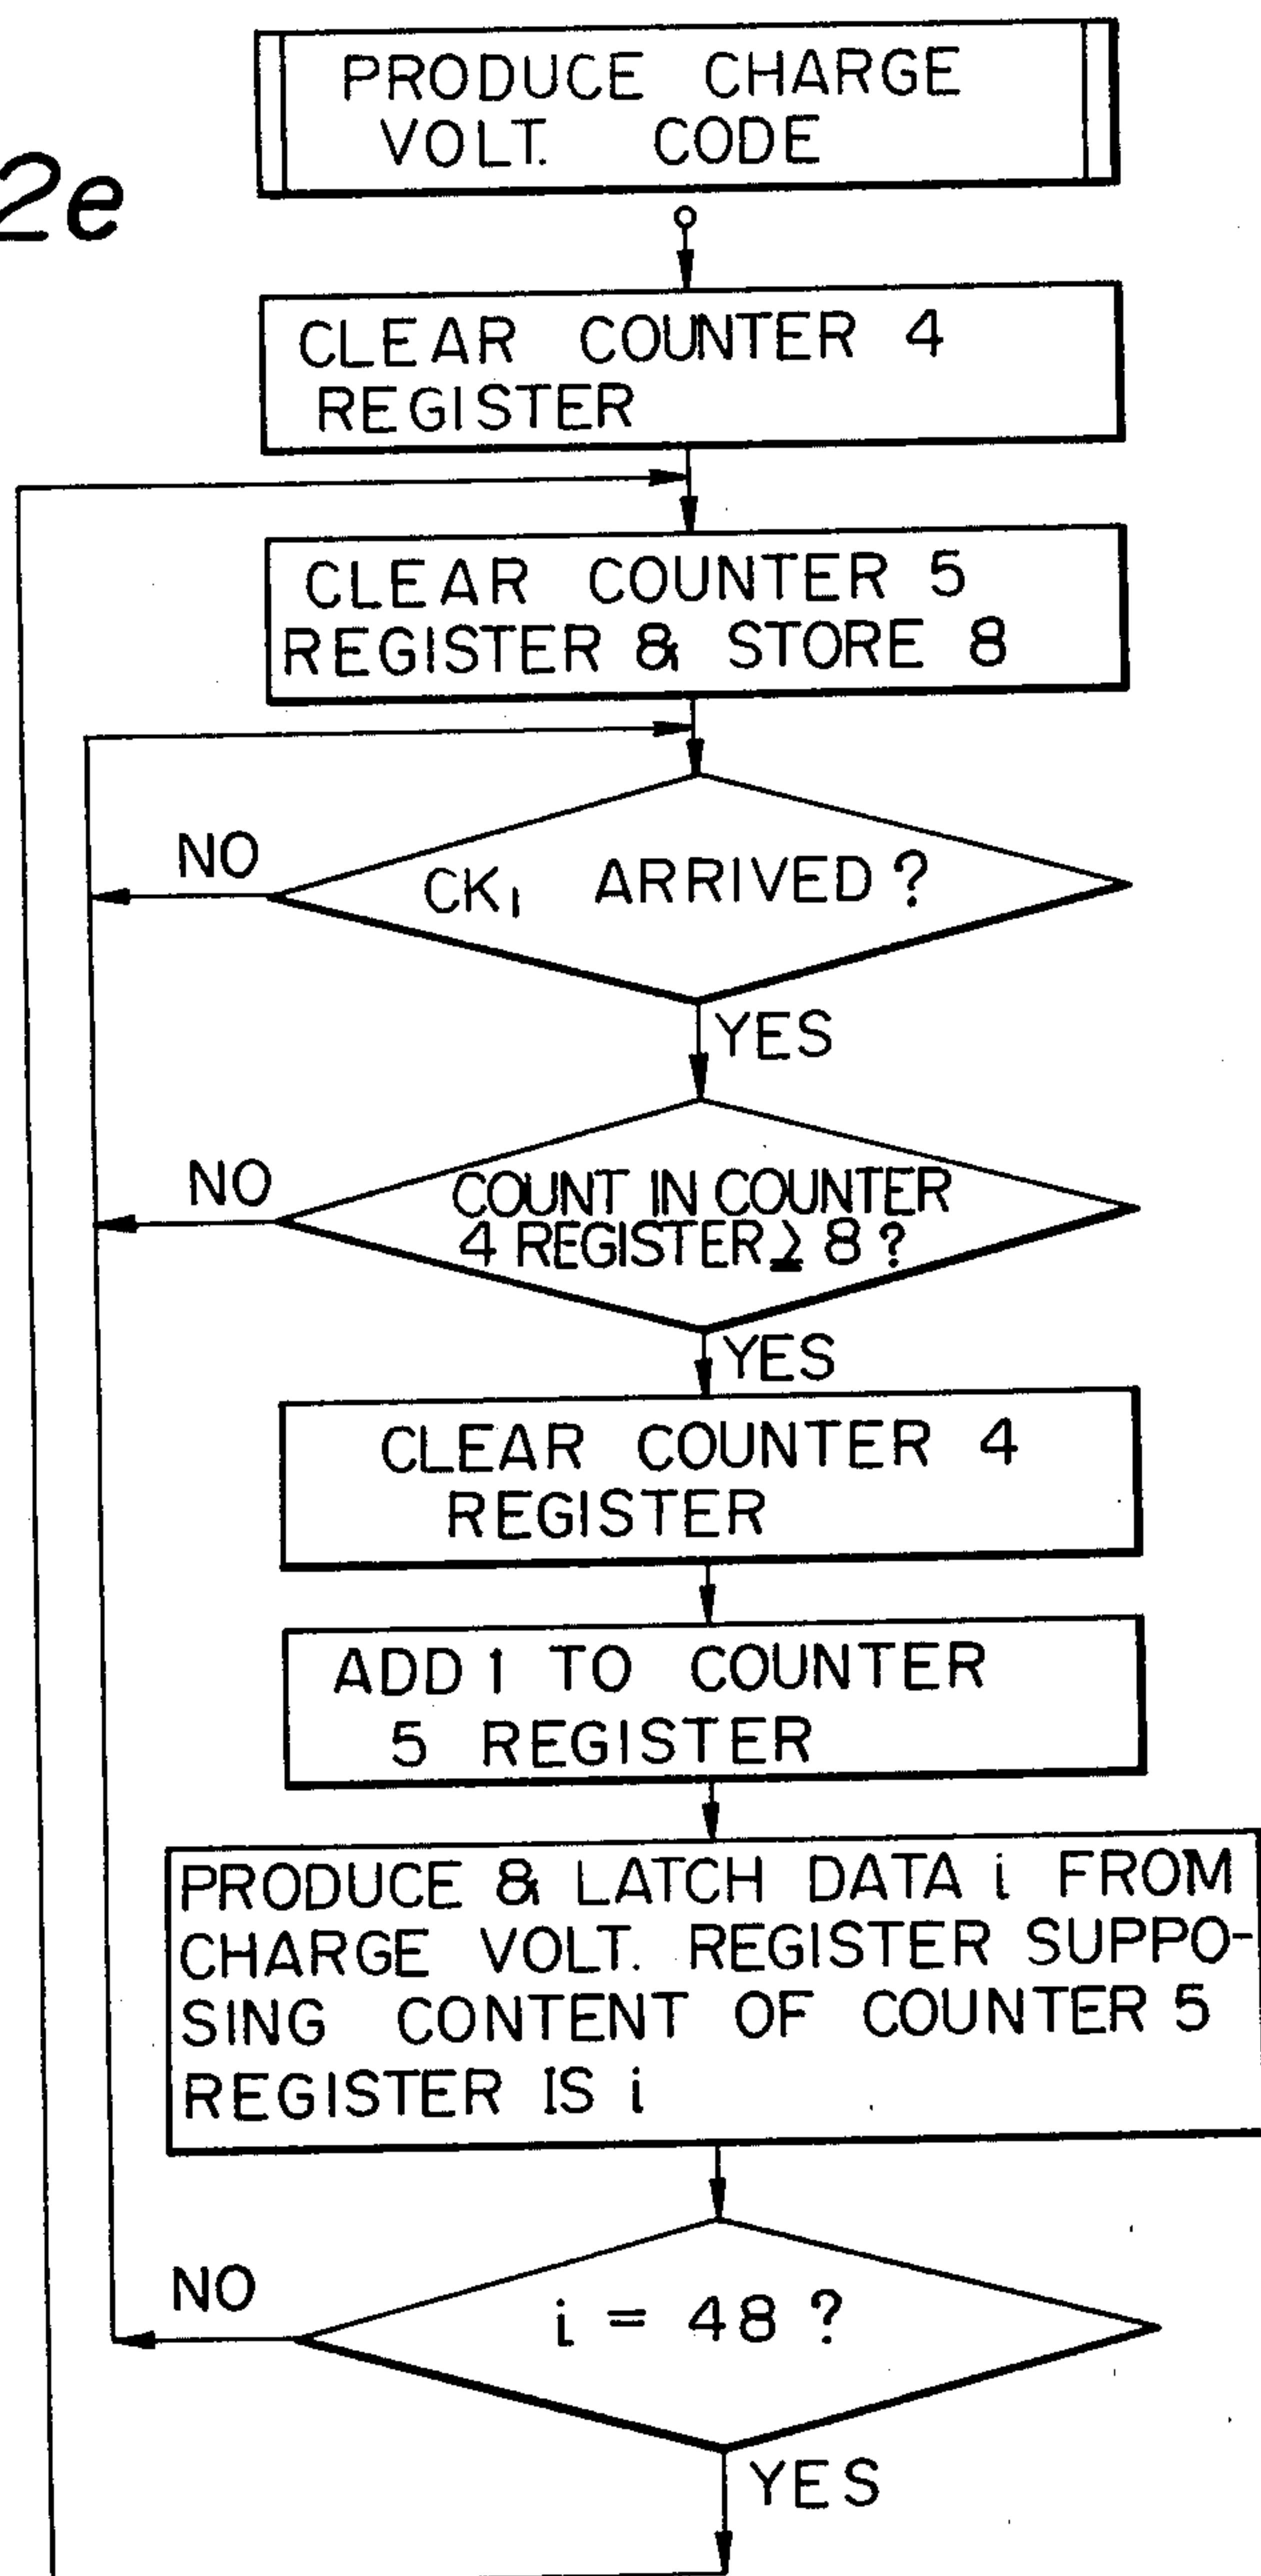 2e
PRODUCE CHARGE
VOLT. CODE
CLEAR COUNTER 4
REGISTER
CLEAR COUNTER 5
REGISTER & STORE 8
NO
CK₁ ARRIVED ?
YES
NO
COUNT IN COUNTER
4 REGISTER ≥ 8 ?
YES
CLEAR COUNTER 4
REGISTER
ADD 1 TO COUNTER
5 REGISTER
PRODUCE & LATCH DATA i FROM
CHARGE VOLT. REGISTER SUPPO-
SING CONTENT OF COUNTER 5
REGISTER IS i
NO
i = 48 ?
YES